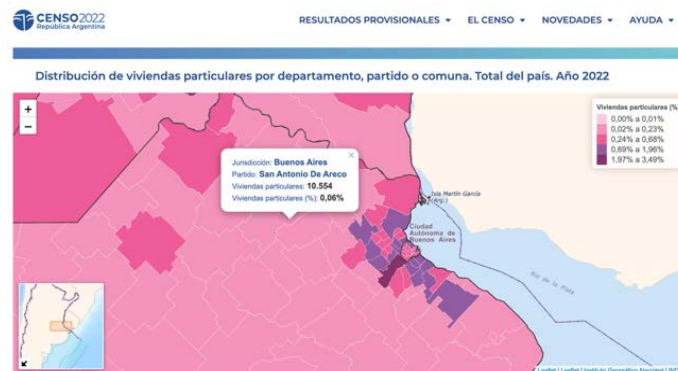 CENSO2022
República Argentina
RESULTADOS PROVISIONALES
EL CENSO
NOVEDADES
AYUDA
Distribución de viviendas particulares por departamento, partido o comuna. Total del país. Año 2022
+
−
Jurisdicción: Buenos Aires
Partido: San Antonio De Areco
Viviendas particulares: 10.554
Viviendas particulares (%): 0,06%
×
Viviendas particulares (%)
0,00% a 0,01%
0,02% a 0,23%
0,24% a 0,68%
0,69% a 1,96%
1,97% a 3,49%
Isla Martín García
(Arg.)
Ciudad
Autónoma de
Buenos Aires
Río de la Plata
Leaflet | Leaflet | Instituto Geográfico Nacional